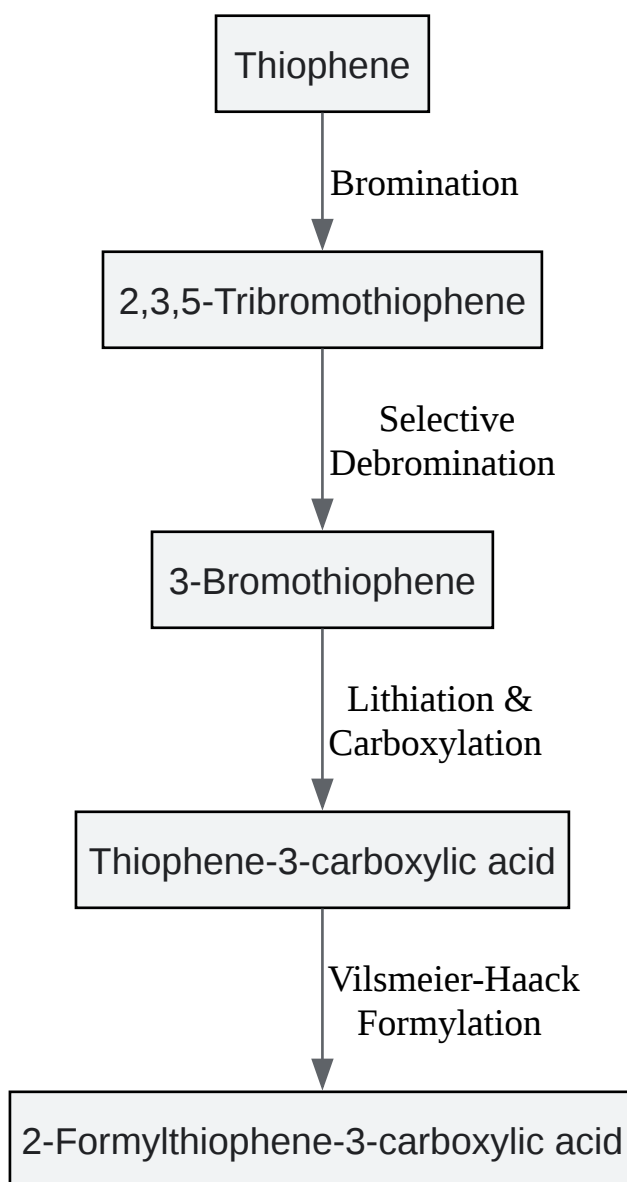 Thiophene
Bromination
2,3,5-Tribromothiophene
Selective
Debromination
3-Bromothiophene
Lithiation &
Carboxylation
Thiophene-3-carboxylic acid
Vilsmeier-Haack
Formylation
2-Formylthiophene-3-carboxylic acid